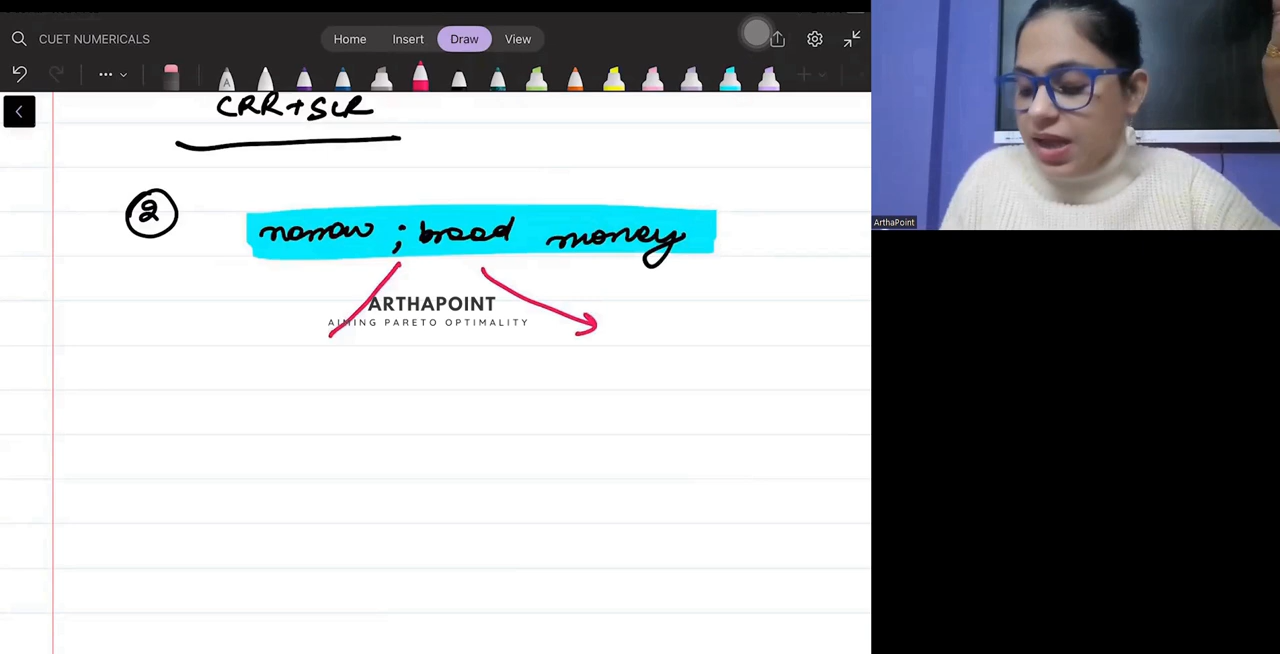 CUET NUMERICALS
Home Insert Draw View
A
CRR+SLR
2 narrow ; broad money
ARTHAPOINT
AIMING PARETO OPTIMALITY
ArthaPoint